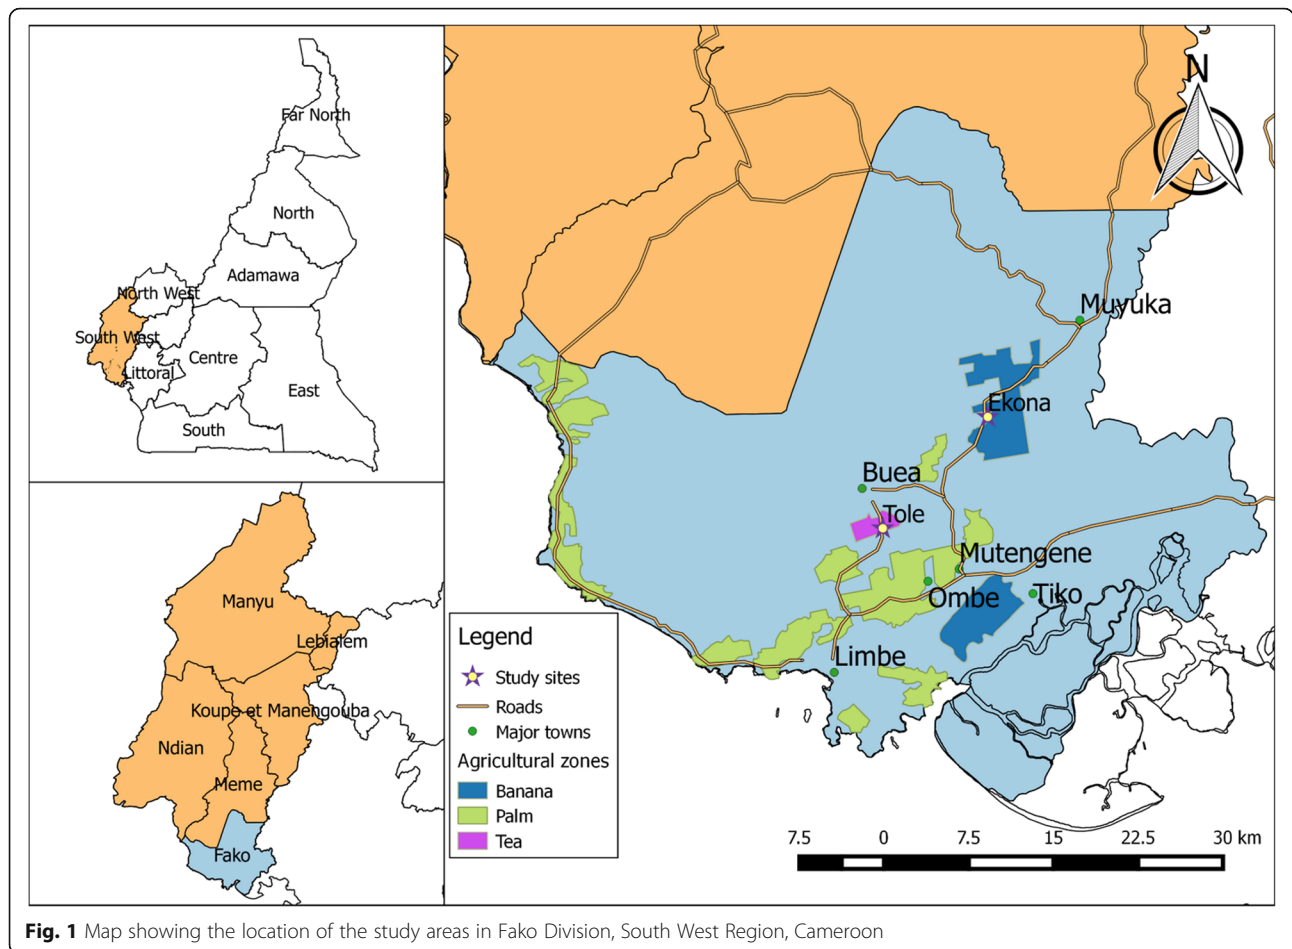 Far North
North
Adamawa
North West
South West
Centre
Littoral
East
South
Manyu
Lebialem
Koupe et Manengouba
Ndian
Meme
Fako
N
Muyuka
Ekona
Buea
Tole
Mutengene
Ombe
Tiko
Limbe
Legend
Study sites
Roads
Major towns
Agricultural zones
Banana
Palm
Tea
7.5 0 7.5 15 22.5 30 km
Fig. 1 Map showing the location of the study areas in Fako Division, South West Region, Cameroon